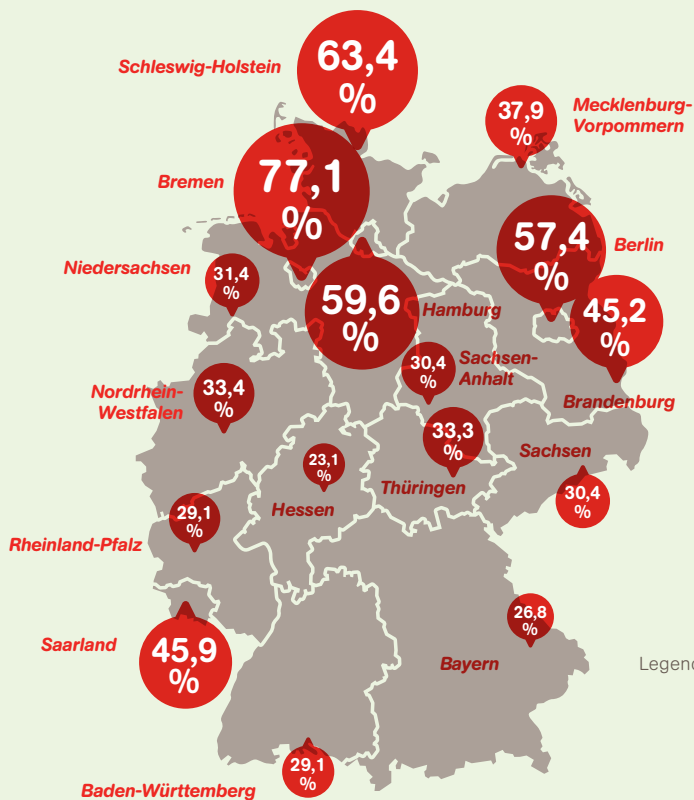 Schleswig-Holstein
63,4
%
37,9
%
Mecklenburg-
Vorpommern
Bremen
77,1
%
57,4
%
Berlin
Niedersachsen
31,4
%
59,6
%
Hamburg
45,2
%
Brandenburg
Nordrhein-
Westfalen
33,4
%
30,4
%
Sachsen-
Anhalt
33,3
%
Thüringen
Sachsen
30,4
%
23,1
%
Hessen
29,1
%
Rheinland-Pfalz
Saarland
45,9
%
26,8
%
Bayern
Legen
29,1
%
Baden-Württemberg